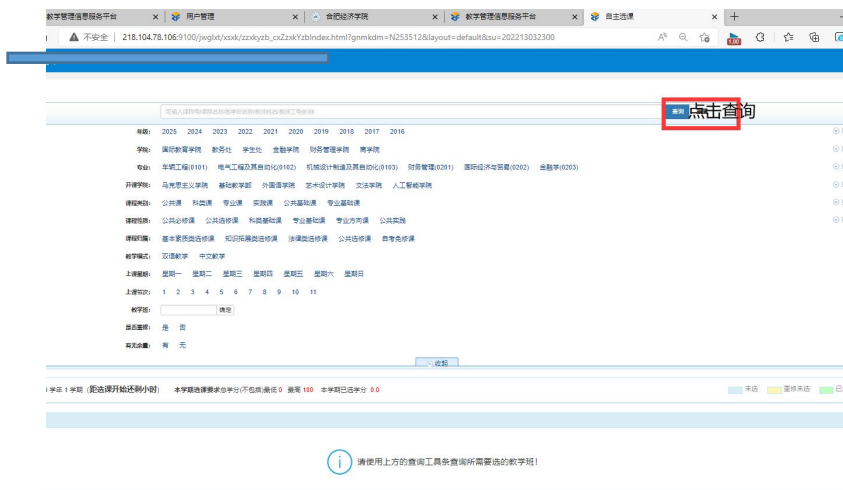 教学管理信息服务平台 × 用户管理 × 合肥经济学院 × 教学管理信息服务平台 × 自主选课 × +
不安全 | 218.104.78.106:9100/jwglxt/xsxk/zzxkyzb_cxZzxkYzbIndex.html?gnmkdm=N253512&layout=default&su=202213032300
查询 点击查询
年级: 2025 2024 2023 2022 2021 2020 2019 2018 2017 2016
学院: 国际教育学院 教务处 学生处 金融学院 财务管理学院 商学院
专业: 车辆工程(0101) 电气工程及其自动化(0102) 机械设计制造及其自动化(0103) 财务管理(0201) 国际经济与贸易(0202) 金融学(0203)
开课学院: 马克思主义学院 基础教学部 外国语学院 艺术设计学院 文法学院 人工智能学院
课程类别: 公共课 科类课 专业课 实践课 公共基础课 专业基础课
课程性质: 公共必修课 公共选修课 科类基础课 专业基础课 专业方向课 公共实践
课程归属: 基本素质类选修课 知识拓展类选修课 法律类选修课 公共选修课 自考免修课
教学模式: 双语教学 中文教学
上课星期: 星期一 星期二 星期三 星期四 星期五 星期六 星期日
上课节次: 1 2 3 4 5 6 7 8 9 10 11
教学班: 确定
是否重修: 是 否
有无余量: 有 无
收起
学年 1 学期 (距选课开始还剩小时) 本学期选课要求总学分(不包括)最低 0 最高 100 本学期已选学分 0.0 未选 重修未选 已
请使用上方的查询工具条查询所需要选的教学班!